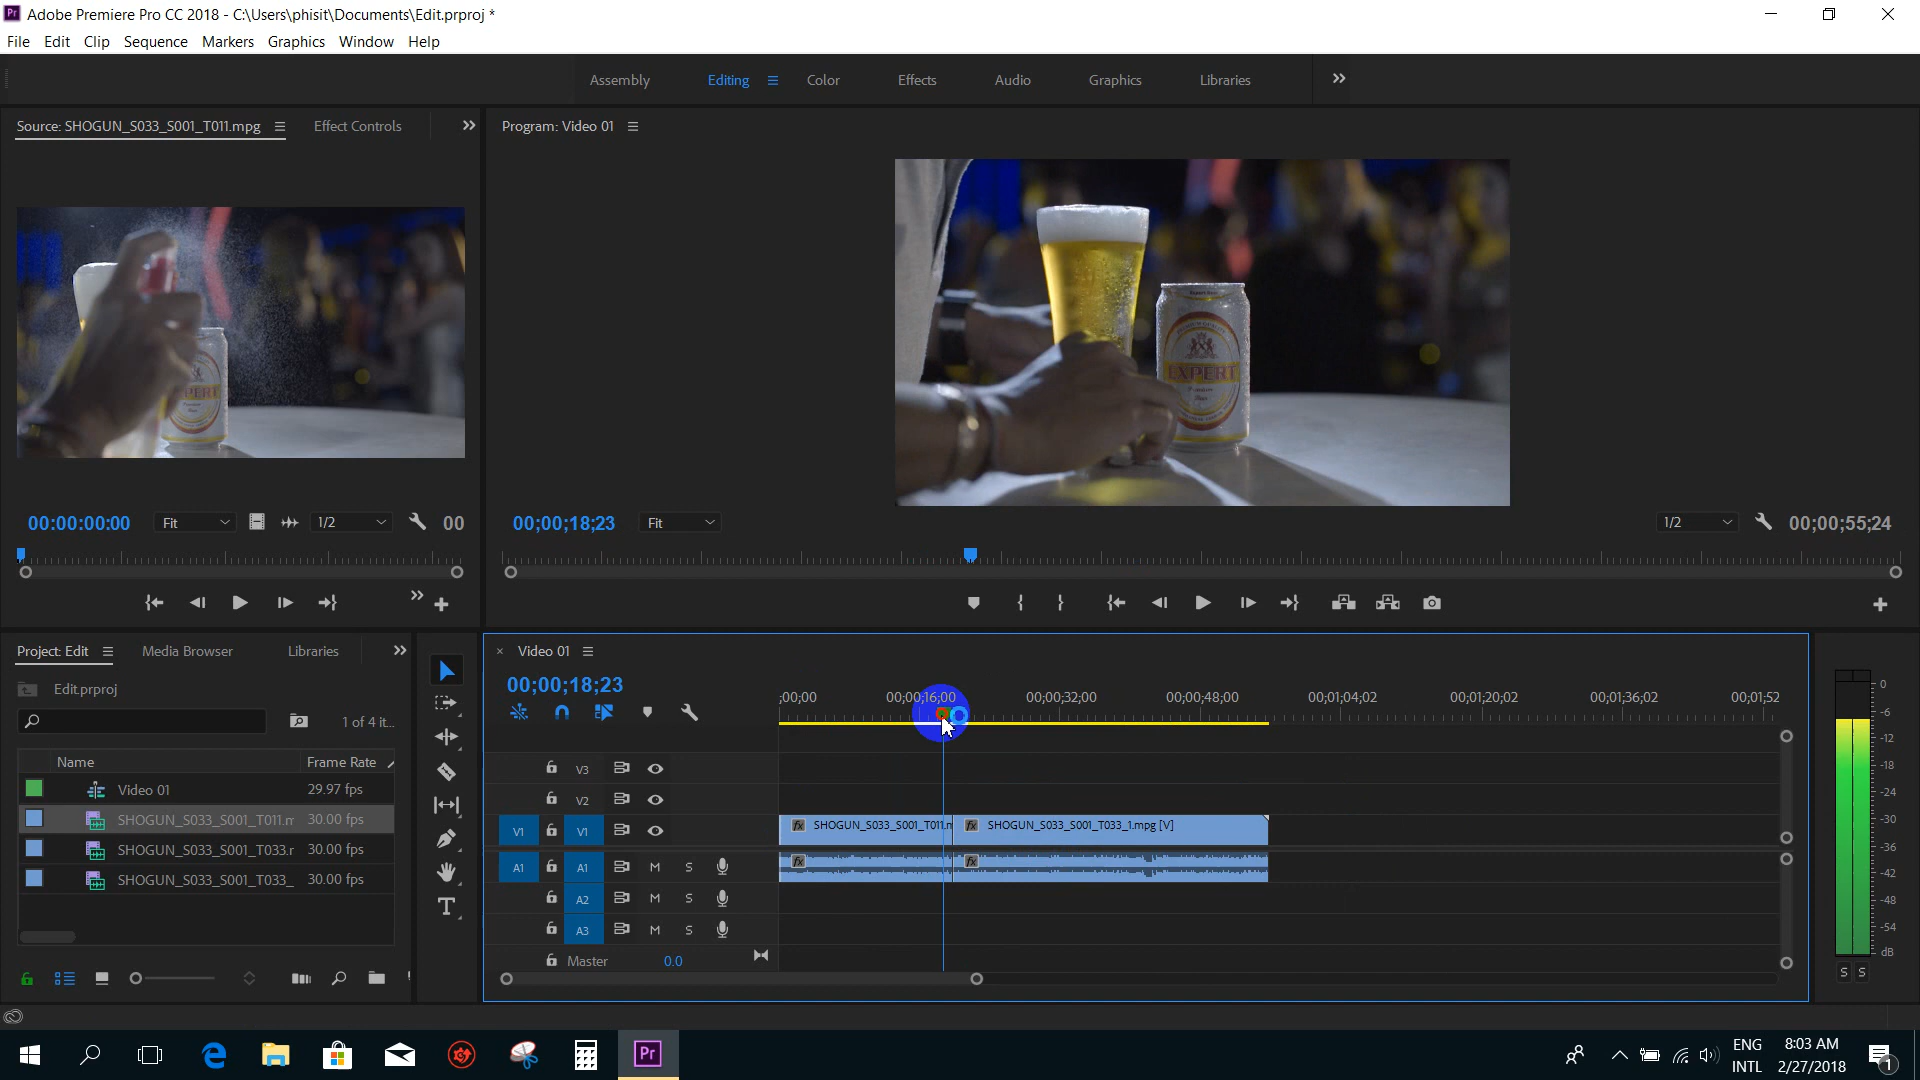 Adobe Premiere Pro CC 2018 - C:\Users\phisit\Documents\Edit.prproj *
File Edit Clip Sequence Markers Graphics Window Help
Assembly Editing Color Effects Audio Graphics Libraries
Source: SHOGUN_S033_S001_T011.mpg Effect Controls
Program: Video 01
EXPERT
Premium
Beer
00:00:00:00 Fit 1/2 00
00;00;18;23 Fit 1/2 00;00;55;24
Project: Edit Media Browser Libraries
Edit.prproj
1 of 4 it...
Name Frame Rate
Video 01 29.97 fps
SHOGUN_S033_S001_T011.m 30.00 fps
SHOGUN_S033_S001_T033.r 30.00 fps
SHOGUN_S033_S001_T033_ 30.00 fps
Video 01
00;00;18;23
;00;00 00;00;16;00 00;00;32;00 00;00;48;00 00;01;04;02 00;01;20;02 00;01;36;02 00;01;52
V3
V2
V1 V1 fx SHOGUN_S033_S001_T011.m fx SHOGUN_S033_S001_T033_1.mpg [V]
A1 A1 M S fx fx
A2 M S
A3 M S
Master 0.0
0
-6
-12
-18
-24
-30
-36
-42
-48
-54
dB
S S
Pr
ENG
INTL
8:03 AM
2/27/2018
1